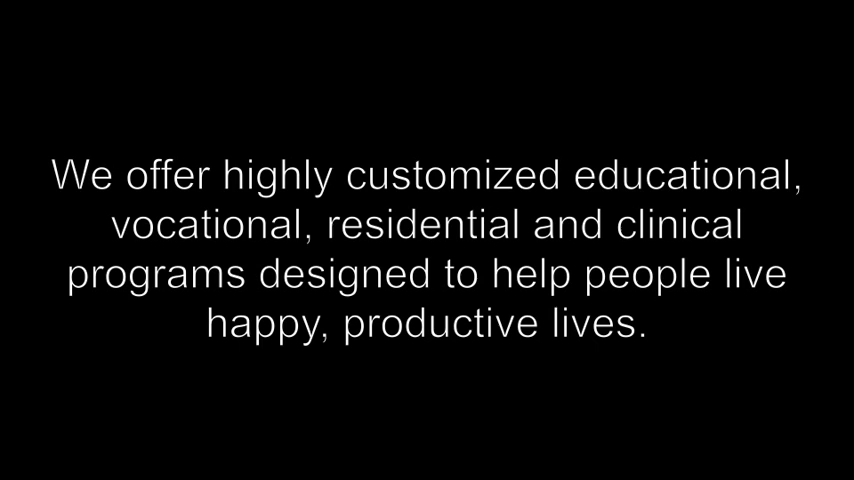 We offer highly customized educational,
vocational, residential and clinical
programs designed to help people live
happy, productive lives.